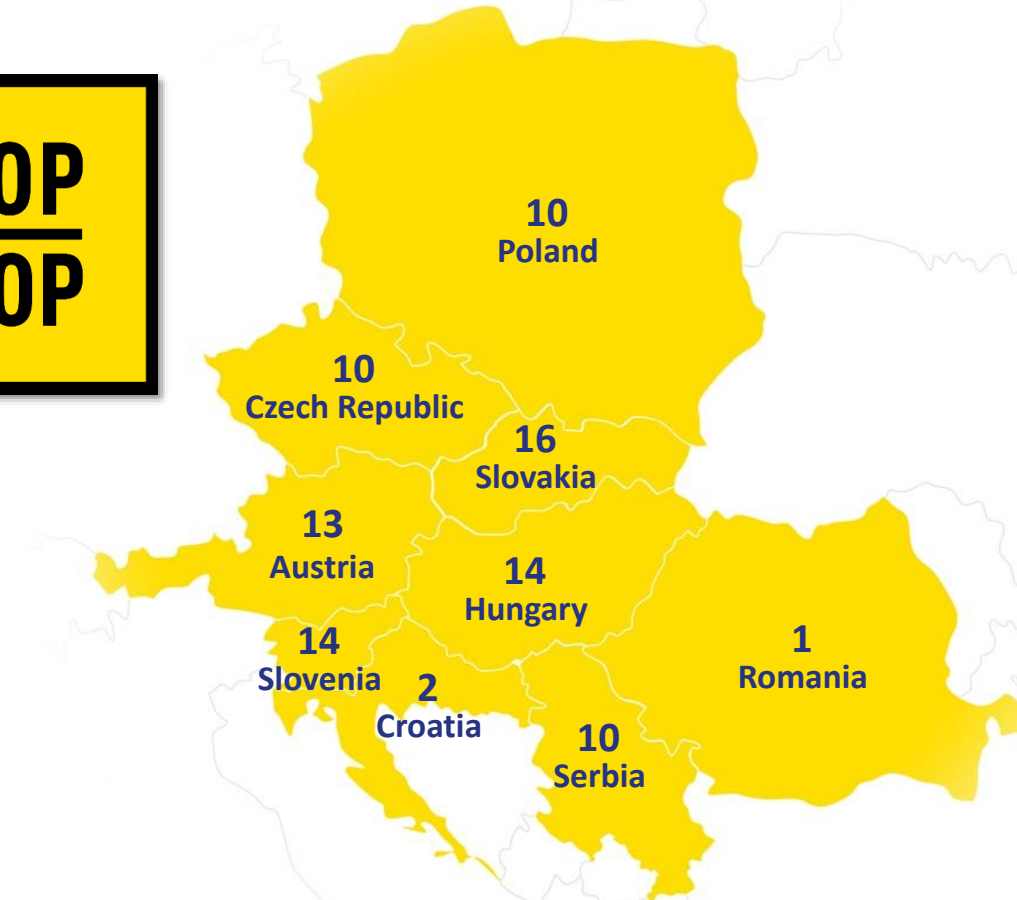 OP
OP
10
Poland
10
Czech Republic
16
Slovakia
13
Austria
14
Hungary
14
Slovenia
2
Croatia
1
Romania
10
Serbia